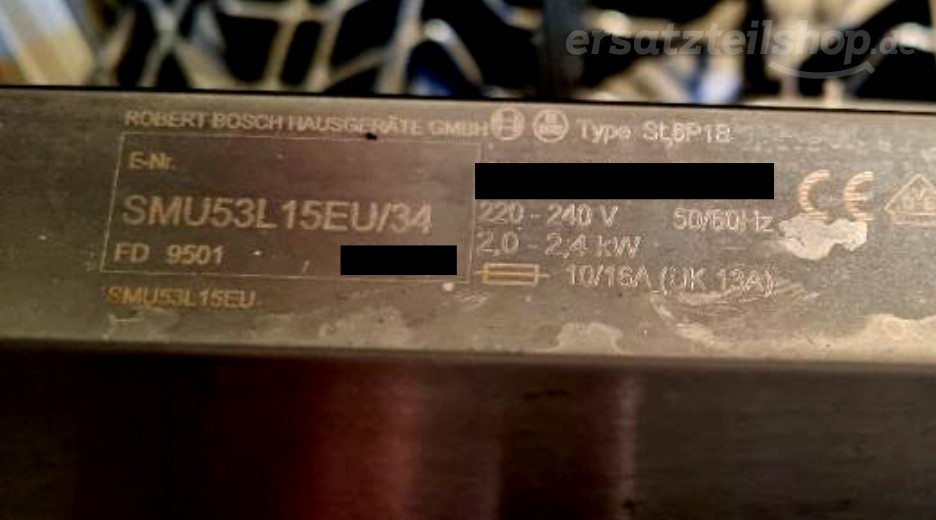 ersatzteilshop.de
ROBERT BOSCH HAUSGERÄTE GMBH Type SL6P1B
E-Nr.
SMU53L15EU/34
220 - 240 V 50/60Hz
FD 9501
2,0 - 2,4 kW
10/16A (UK 13A)
SMU53L15EU
CE